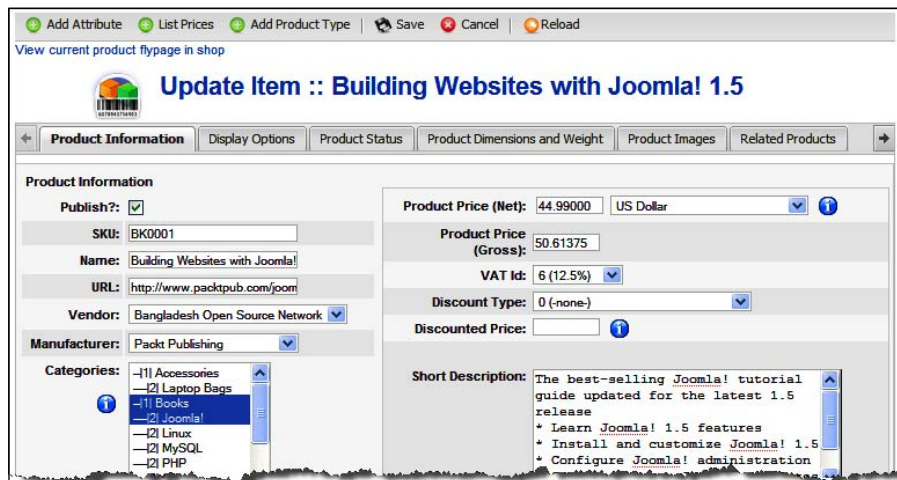 Add Attribute List Prices Add Product Type | Save Cancel | Reload
View current product flypage in shop
Update Item :: Building Websites with Joomla! 1.5
Product Information Display Options Product Status Product Dimensions and Weight Product Images Related Products
Product Information
Publish?:
SKU: BK0001
Name: Building Websites with Joomla!
URL: http://www.packtpub.com/joom
Vendor: Bangladesh Open Source Network
Manufacturer: Packt Publishing
Categories: –|1| Accessories
—|2| Laptop Bags
–|1| Books
—|2| Joomla!
—|2| Linux
—|2| MySQL
—|2| PHP
Product Price (Net): 44.99000 US Dollar
Product Price
(Gross): 50.61375
VAT Id: 6 (12.5%)
Discount Type: 0 (-none-)
Discounted Price:
Short Description: The best-selling Joomla! tutorial
guide updated for the latest 1.5
release
* Learn Joomla! 1.5 features
* Install and customize Joomla! 1.5
* Configure Joomla! administration